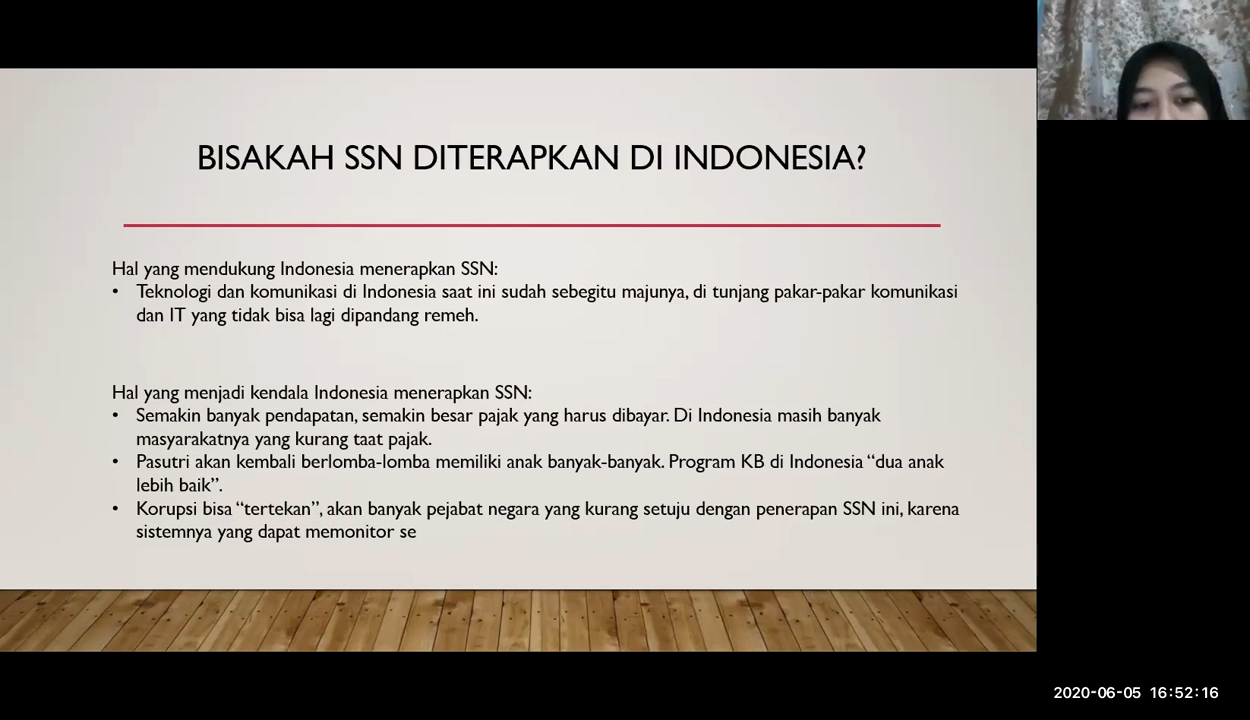 BISAKAH SSN DITERAPKAN DI INDONESIA?
Hal yang mendukung Indonesia menerapkan SSN:
• Teknologi dan komunikasi di Indonesia saat ini sudah sebegitu majunya, di tunjang pakar-pakar komunikasi
dan IT yang tidak bisa lagi dipandang remeh.
Hal yang menjadi kendala Indonesia menerapkan SSN:
• Semakin banyak pendapatan, semakin besar pajak yang harus dibayar. Di Indonesia masih banyak
masyarakatnya yang kurang taat pajak.
• Pasutri akan kembali berlomba-lomba memiliki anak banyak-banyak. Program KB di Indonesia “dua anak
lebih baik”.
• Korupsi bisa “tertekan”, akan banyak pejabat negara yang kurang setuju dengan penerapan SSN ini, karena
sistemnya yang dapat memonitor se
2020-06-05 16:52:16